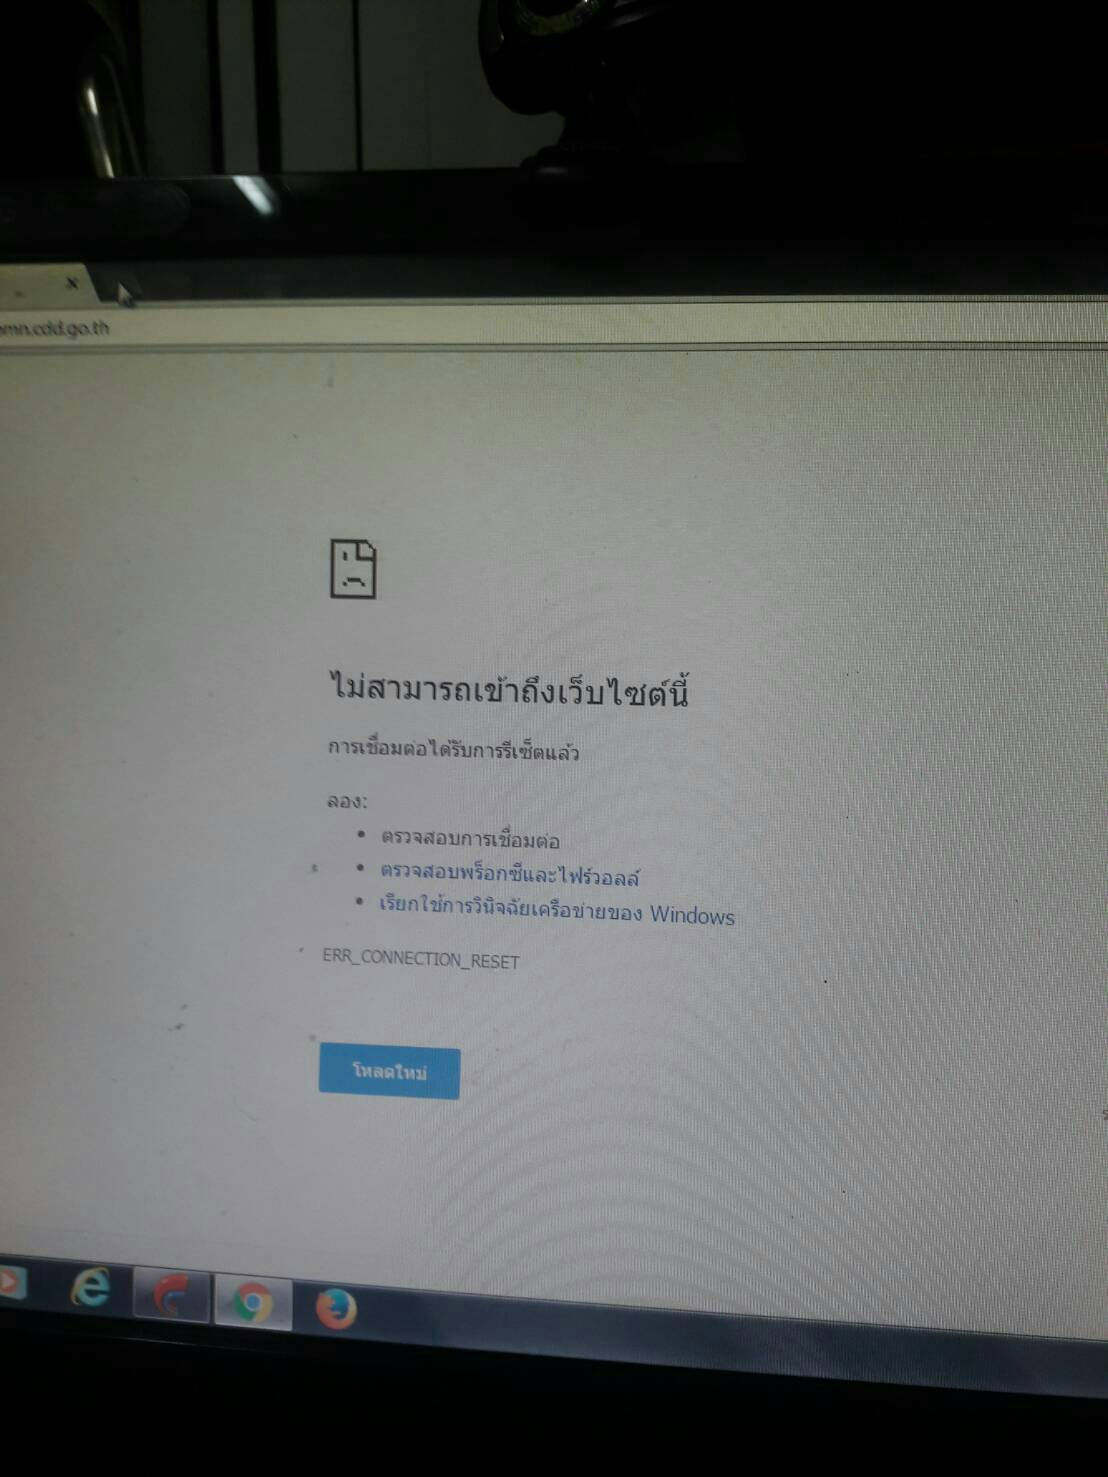 mn.cdd.go.th
ไม่สามารถเข้าถึงเว็บไซต์นี้
การเชื่อมต่อได้รับการรีเซ็ตแล้ว
ลอง:
ตรวจสอบการเชื่อมต่อ
ตรวจสอบพร็อกซีและไฟร์วอลล์
เรียกใช้การวินิจฉัยเครือข่ายของ Windows
ERR_CONNECTION_RESET
โหลดใหม่